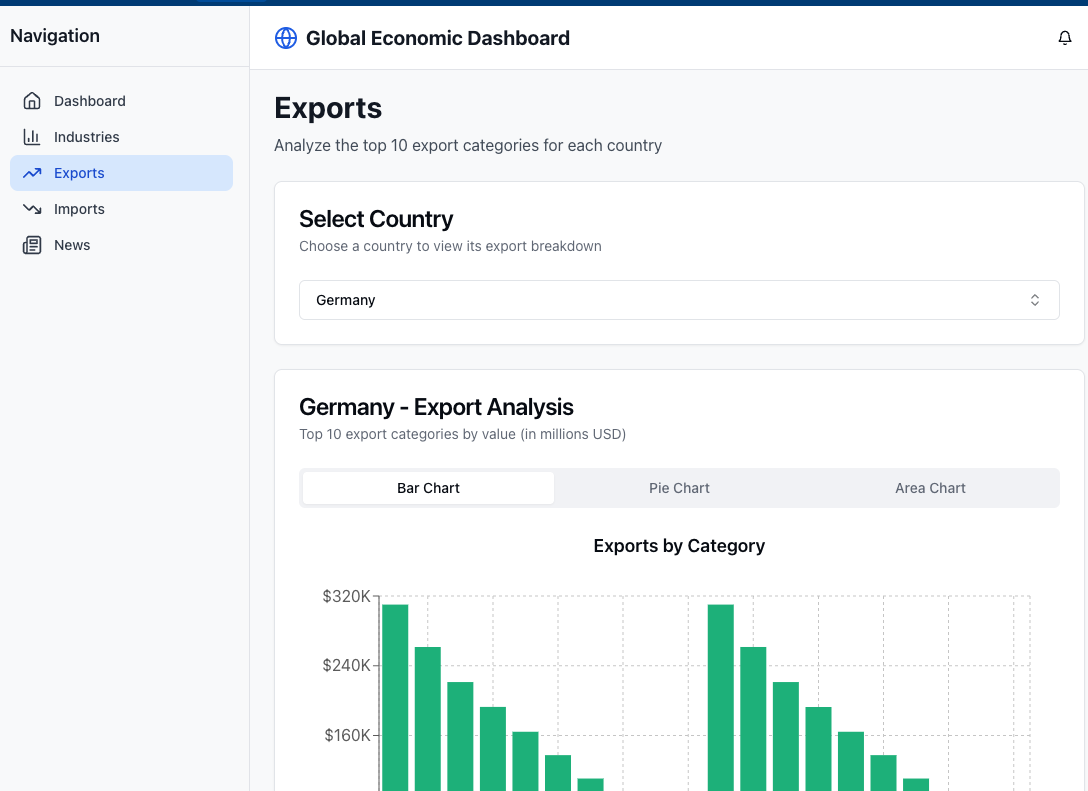 Navigation
Global Economic Dashboard
Dashboard
Industries
Exports
Imports
News
Exports
Analyze the top 10 export categories for each country
Select Country
Choose a country to view its export breakdown
Germany
Germany - Export Analysis
Top 10 export categories by value (in millions USD)
Bar Chart
Pie Chart
Area Chart
Exports by Category
$320K
$240K
$160K